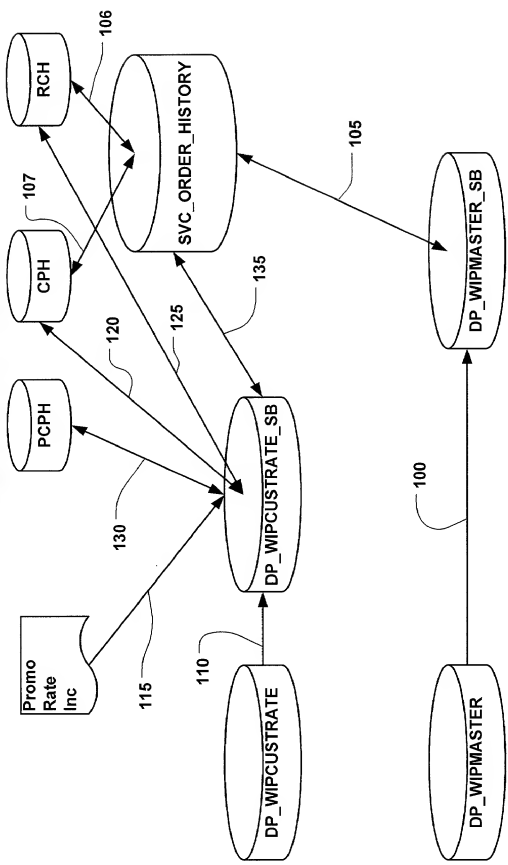 Promo
Rate
Inc
PCPH
CPH
RCH
106
107
115
130
120
125
SVC_ORDER_HISTORY
110
135
105
DP_WIPCUSTRATE
DP_WIPCUSTRATE_SB
100
DP_WIPMASTER
DP_WIPMASTER_SB